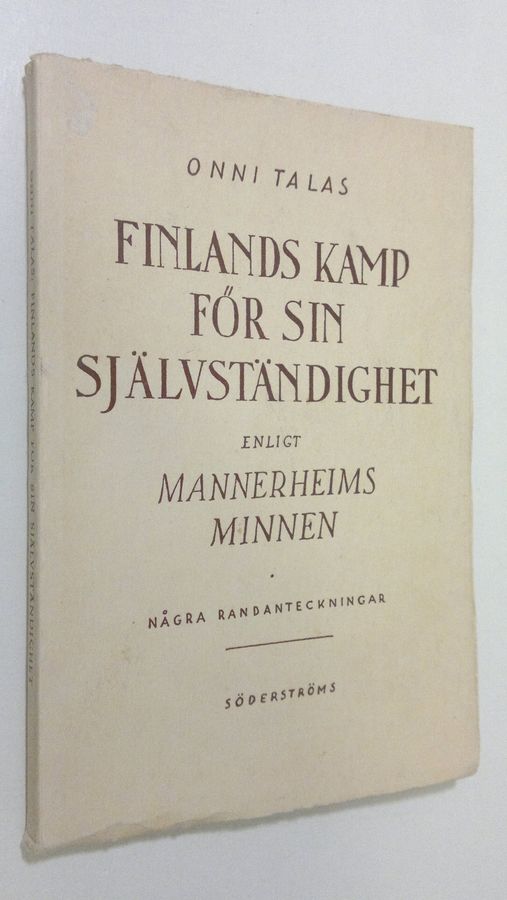 ONNI TALAS
FINLANDS KAMP
FÖR SIN
SJÄLVSTÄNDIGHET
ENLIGT
MANNERHEIMS
MINNEN
NÅGRA RANDANTECKNINGAR
SÖDERSTRÖMS
ONNI TALAS: FINLANDS KAMP FÖR SIN SJÄLVSTÄNDIGHET